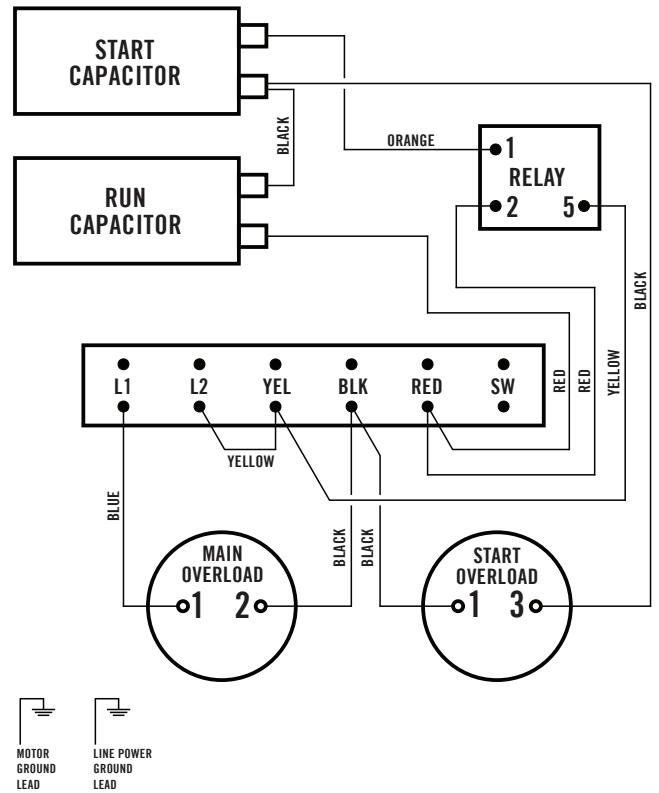 START
CAPACITOR
BLACK
ORANGE
1
RELAY
2 5
RUN
CAPACITOR
BLACK
L1 L2 YEL BLK RED SW
RED
RED
YELLOW
YELLOW
BLUE
BLACK
BLACK
MAIN
OVERLOAD
1 2
START
OVERLOAD
1 3
MOTOR
GROUND
LEAD
LINE POWER
GROUND
LEAD